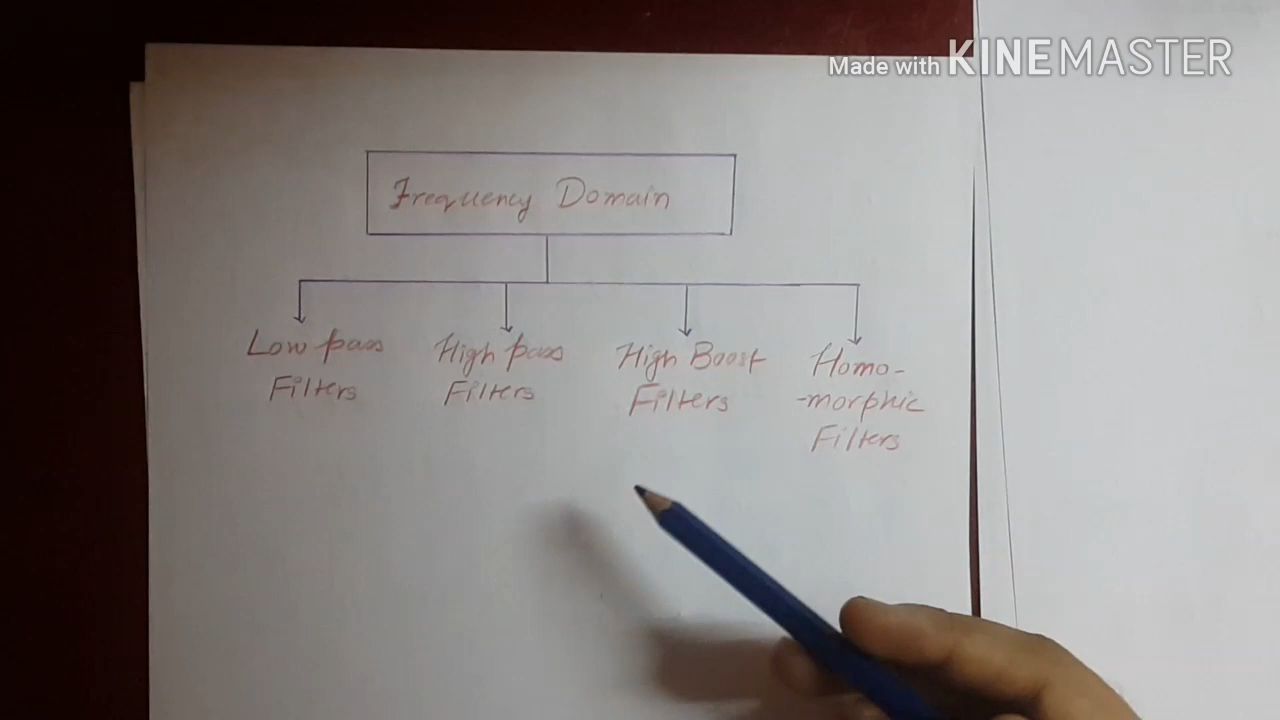 Made with KINEMASTER
Frequency Domain
Low pass
Filters
High pass
Filters
High Boost
Filters
Homo-
-morphic
Filters